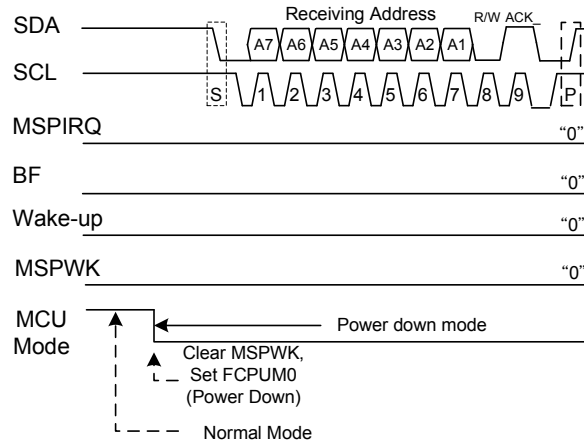 Receiving Address
SDA
R/W ACK_
A7 A6 A5 A4 A3 A2 A1
SCL
S 1 2 3 4 5 6 7 8 9 P
MSPIRQ
“0”
BF
“0”
Wake-up
“0”
MSPWK
“0”
MCU
Mode
Power down mode
Clear MSPWK,
Set FCPUM0
(Power Down)
Normal Mode